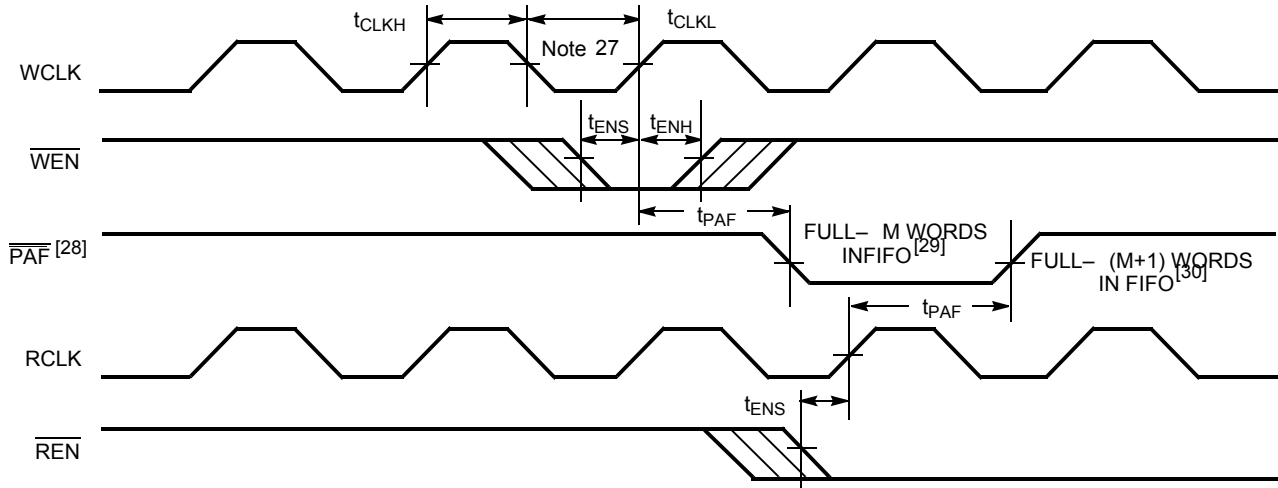 tCLKH
tCLKL
Note 27
WCLK
tENS
tENH
WEN
tPAF
PAF [28]
FULL– M WORDS
INFIFO[29]
FULL– (M+1) WORDS
IN FIFO[30]
tPAF
RCLK
tENS
REN